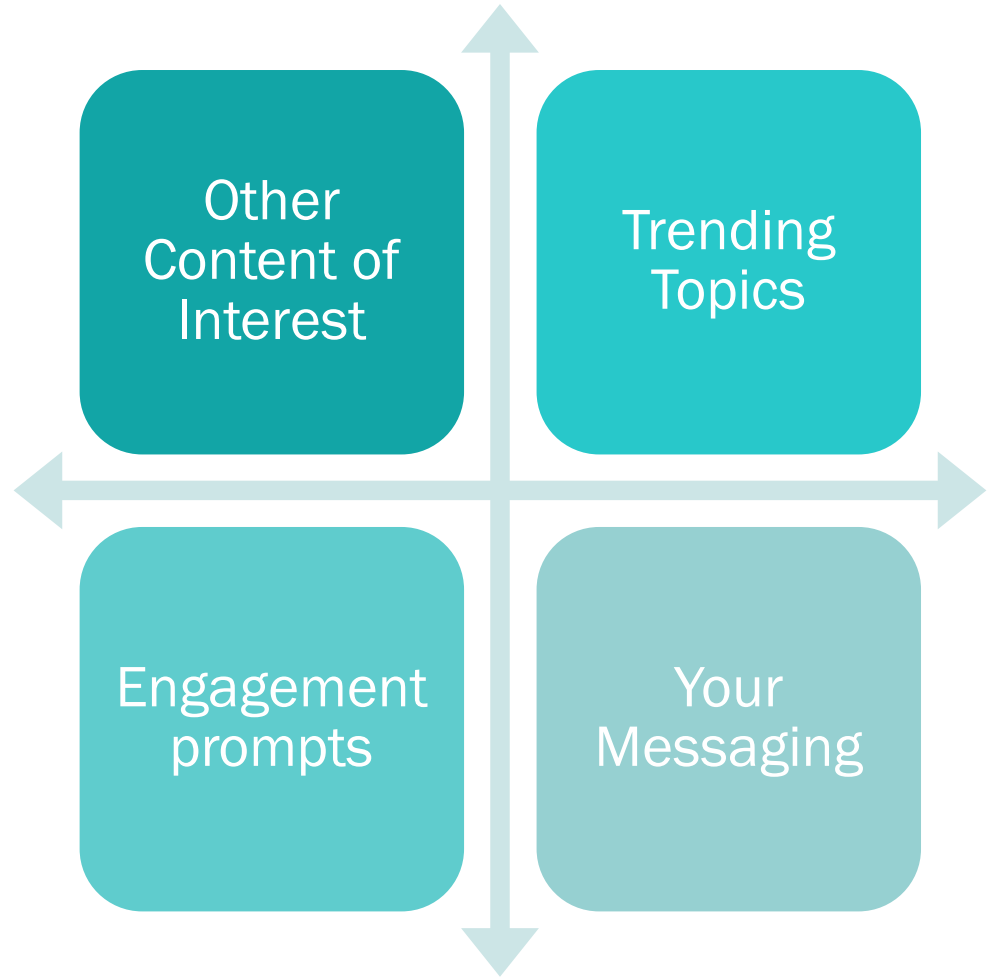 Other
Content of
Interest
Trending
Topics
Engagement
prompts
Your
Messaging